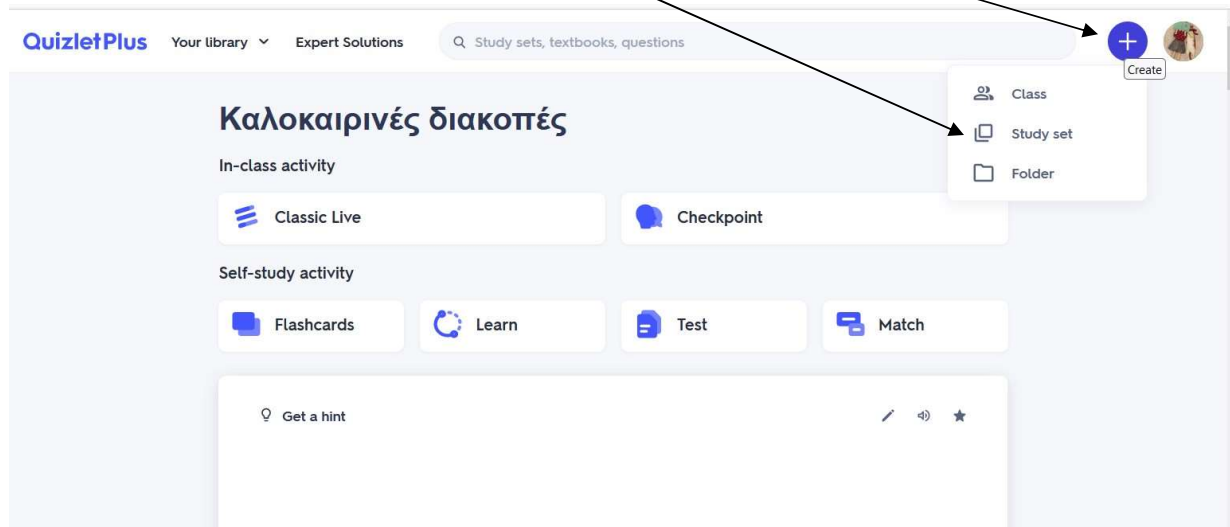 QuizletPlus Your library Expert Solutions Study sets, textbooks, questions
Create
Class
Study set
Folder
Καλοκαιρινές διακοπές
In-class activity
Classic Live Checkpoint
Self-study activity
Flashcards Learn Test Match
Get a hint